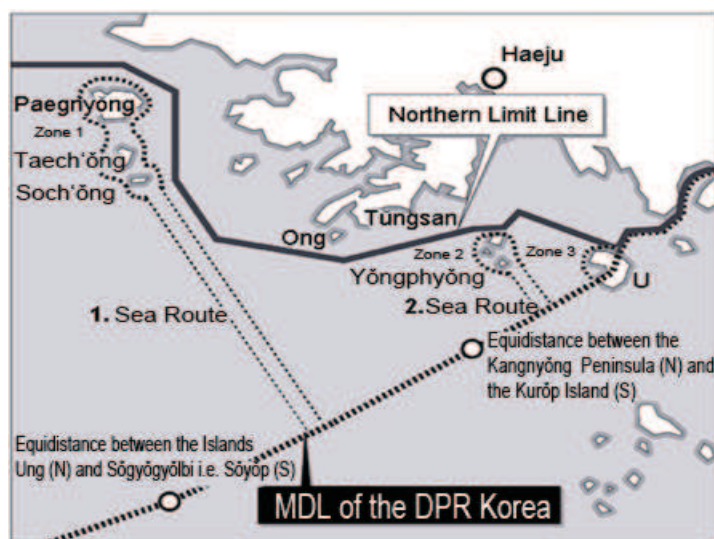 Haeju
Paegnyŏng
Northern Limit Line
Zone 1
Taech'ŏng
Soch'ŏng
Tŭngsan
Ong
Zone 2
Zone 3
Yŏngphyŏng
U
1. Sea Route
2. Sea Route
Equidistance between the
Kangnyŏng Peninsula (N) and
the Kurŏp Island (S)
Equidistance between the Islands
Ung (N) and Sŏgyŏgyŏlbi i.e. Sŏyŏp (S)
MDL of the DPR Korea